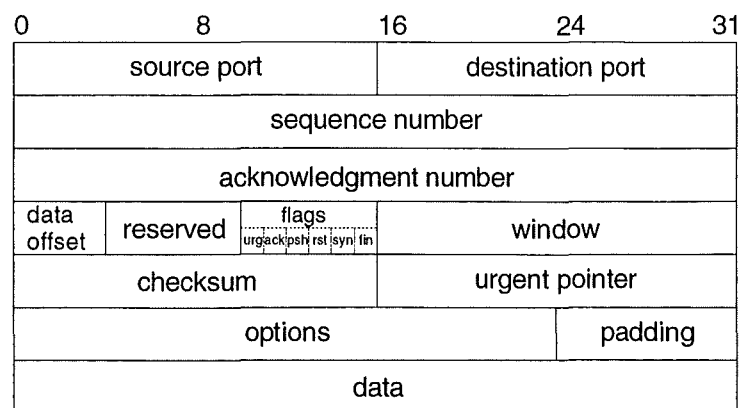 0 8 16 24 31
source port destination port
sequence number
acknowledgment number
data offset reserved flags urg ack psh rst syn fin window
checksum urgent pointer
options padding
data